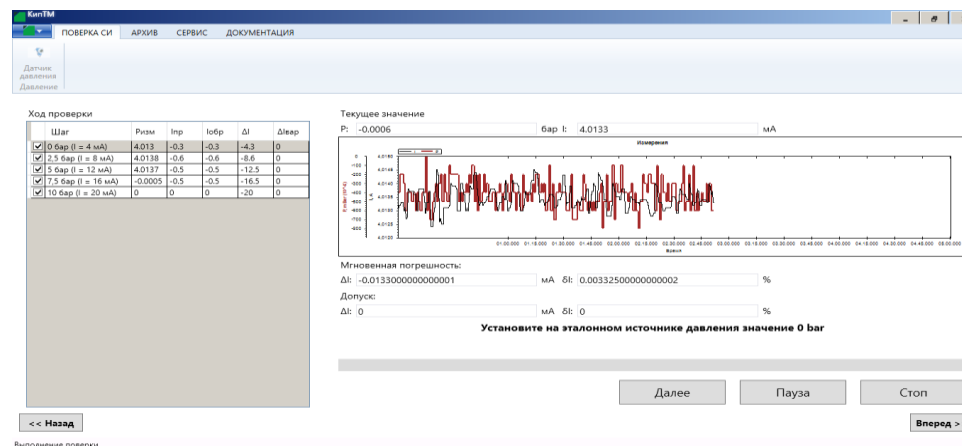 КипТМ
ПОВЕРКА СИ АРХИВ СЕРВИС ДОКУМЕНТАЦИЯ
Датчик
давления
Давление
Ход проверки
Шаг Pизм Iпр Iобр ΔI ΔIвар
0 бар (I = 4 мА) 4.013 -0.3 -0.3 -4.3 0
2,5 бар (I = 8 мА) 4.0138 -0.6 -0.6 -8.6 0
5 бар (I = 12 мА) 4.0137 -0.5 -0.5 -12.5 0
7,5 бар (I = 16 мА) -0.0005 -0.5 -0.5 -16.5 0
10 бар (I = 20 мА) 0 0 0 -20 0
Текущее значение
P: -0.0006 бар I: 4.0133 мА
Измерения
Время
Мгновенная погрешность:
ΔI: -0.0133000000000001 мА δI: 0.00332500000000002 %
Допуск:
ΔI: 0 мА δI: 0 %
Установите на эталонном источнике давления значение 0 bar
Далее Пауза Стоп
<< Назад Вперед >
Выполнение поверки